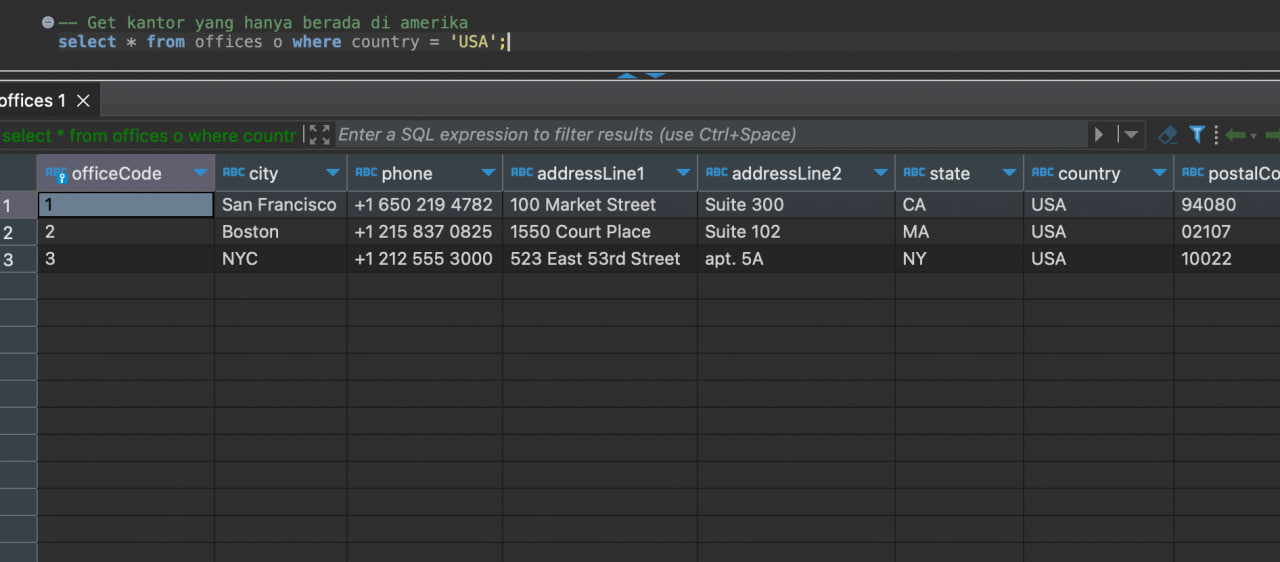 -- Get kantor yang hanya berada di amerika
select * from offices o where country = 'USA';
offices 1
select * from offices o where countr Enter a SQL expression to filter results (use Ctrl+Space)
ABC officeCode ABC city ABC phone ABC addressLine1 ABC addressLine2 ABC state ABC country ABC postalCo
1 1 San Francisco +1 650 219 4782 100 Market Street Suite 300 CA USA 94080
2 2 Boston +1 215 837 0825 1550 Court Place Suite 102 MA USA 02107
3 3 NYC +1 212 555 3000 523 East 53rd Street apt. 5A NY USA 10022